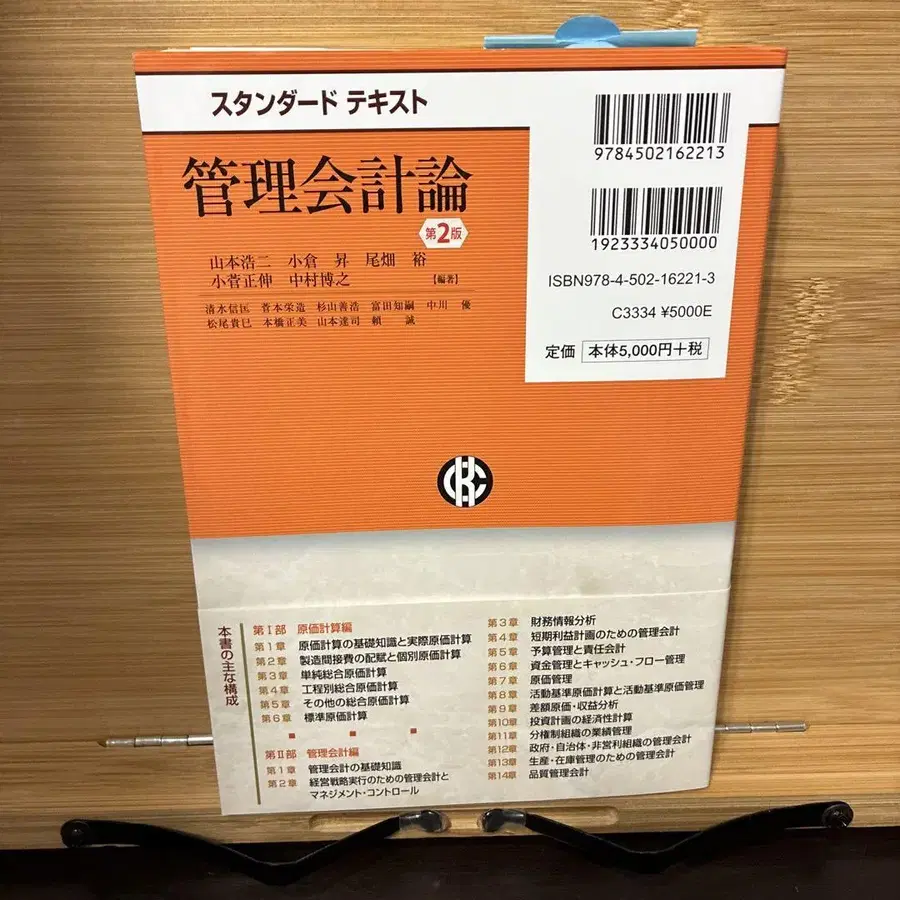 スタンダード テキスト
管理会計論
第2版
山本浩二 小倉 昇 尾畑 裕
小菅正伸 中村博之 【編著】
清水信匡 菅本栄造 杉山善浩 富田知嗣 中川 優
松尾貴巳 本橋正美 山本達司 頼 誠
9784502162213
1923334050000
ISBN978-4-502-16221-3
C3334 ¥5000E
定価 本体5,000円+税
本書の主な構成
第Ⅰ部 原価計算編
第1章 原価計算の基礎知識と実際原価計算
第2章 製造間接費の配賦と個別原価計算
第3章 単純総合原価計算
第4章 工程別総合原価計算
第5章 その他の総合原価計算
第6章 標準原価計算
第Ⅱ部 管理会計編
第1章 管理会計の基礎知識
第2章 経営戦略実行のための管理会計と
マネジメント・コントロール
第3章 財務情報分析
第4章 短期利益計画のための管理会計
第5章 予算管理と責任会計
第6章 資金管理とキャッシュ・フロー管理
第7章 原価管理
第8章 活動基準原価計算と活動基準原価管理
第9章 差額原価・収益分析
第10章 投資計画の経済性計算
第11章 分権制組織の業績管理
第12章 政府・自治体・非営利組織の管理会計
第13章 生産・在庫管理のための管理会計
第14章 品質管理会計